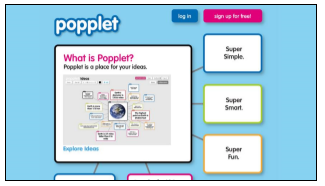 popplet
log in
sign up for free!
What is Popplet?
Popplet is a place for your ideas.
Ideas
Explore Ideas
Super
Simple.
Super
Smart.
Super
Fun.